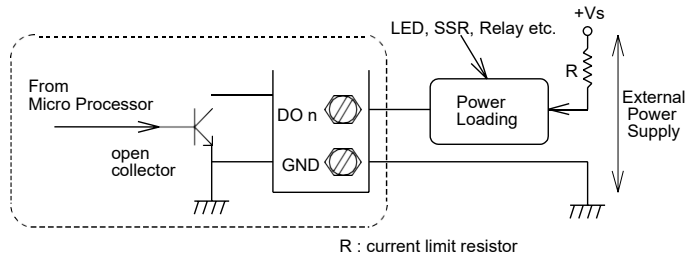 +Vs
LED, SSR, Relay etc.
R
From
Micro Processor
DO n
Power
Loading
External
Power
Supply
open
collector
GND
R : current limit resistor